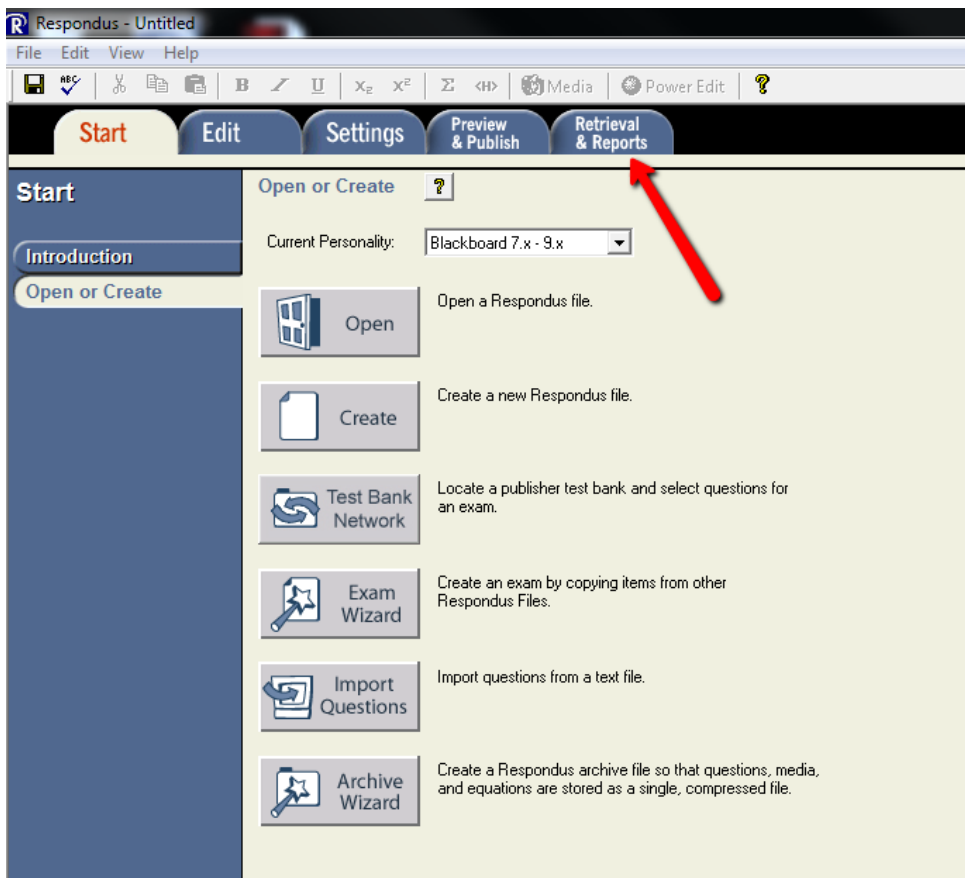 Respondus - Untitled
File Edit View Help
ABC B I U X₂ X² Σ <H> Media Power Edit ?
Start Edit Settings Preview & Publish Retrieval & Reports
Start
Introduction
Open or Create
Open or Create ?
Current Personality: Blackboard 7.x - 9.x
Open
Open a Respondus file.
Create
Create a new Respondus file.
Test Bank
Network
Locate a publisher test bank and select questions for
an exam.
Exam
Wizard
Create an exam by copying items from other
Respondus Files.
Import
Questions
Import questions from a text file.
Archive
Wizard
Create a Respondus archive file so that questions, media,
and equations are stored as a single, compressed file.